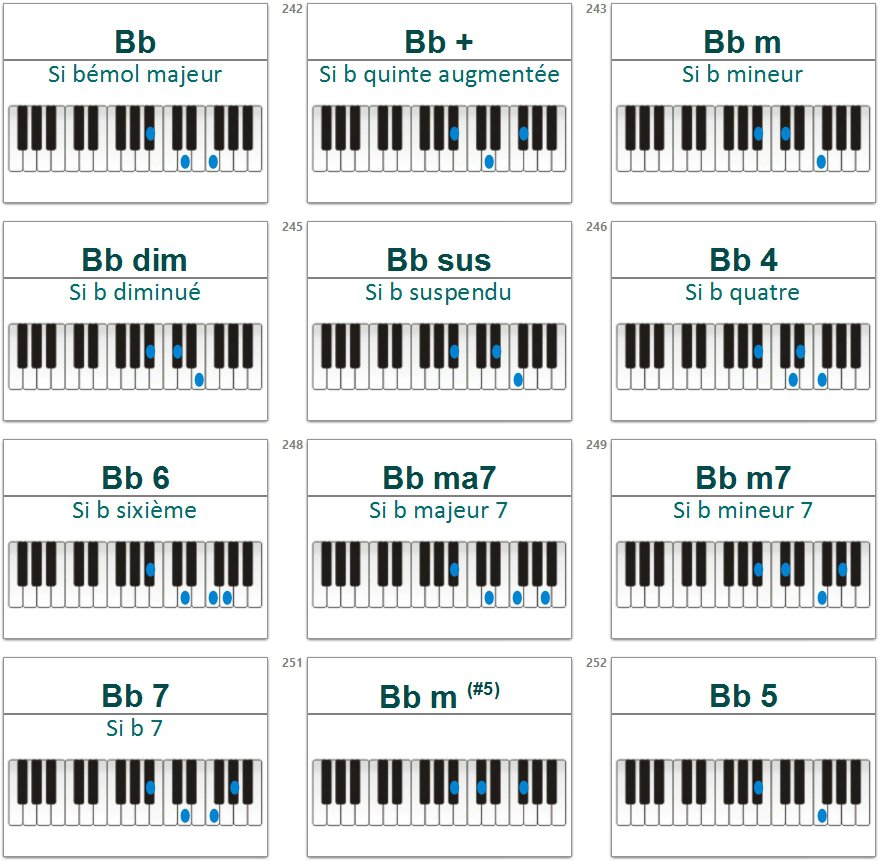 242
243
Bb
Bb +
Bb m
Si bémol majeur
Si b quinte augmentée
Si b mineur
245
246
Bb dim
Bb sus
Bb 4
Si b diminué
Si b suspendu
Si b quatre
248
249
Bb 6
Bb ma7
Bb m7
Si b sixième
Si b majeur 7
Si b mineur 7
251
252
Bb 7
Bb m (#5)
Bb 5
Si b 7